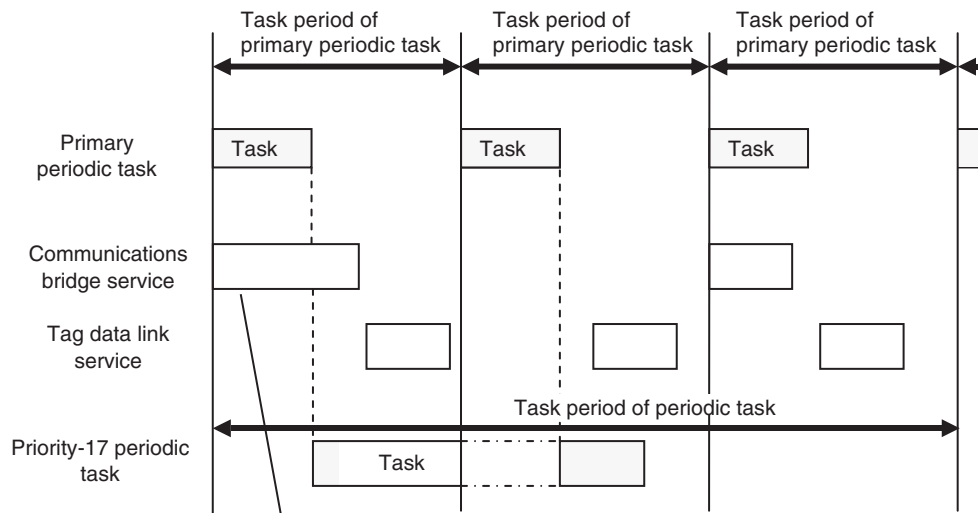 Task period of
primary periodic task
Task period of
primary periodic task
Task period of
primary periodic task
Primary
periodic task
Task
Task
Task
Communications
bridge service
Tag data link
service
Task period of periodic task
Priority-17 periodic
task
Task